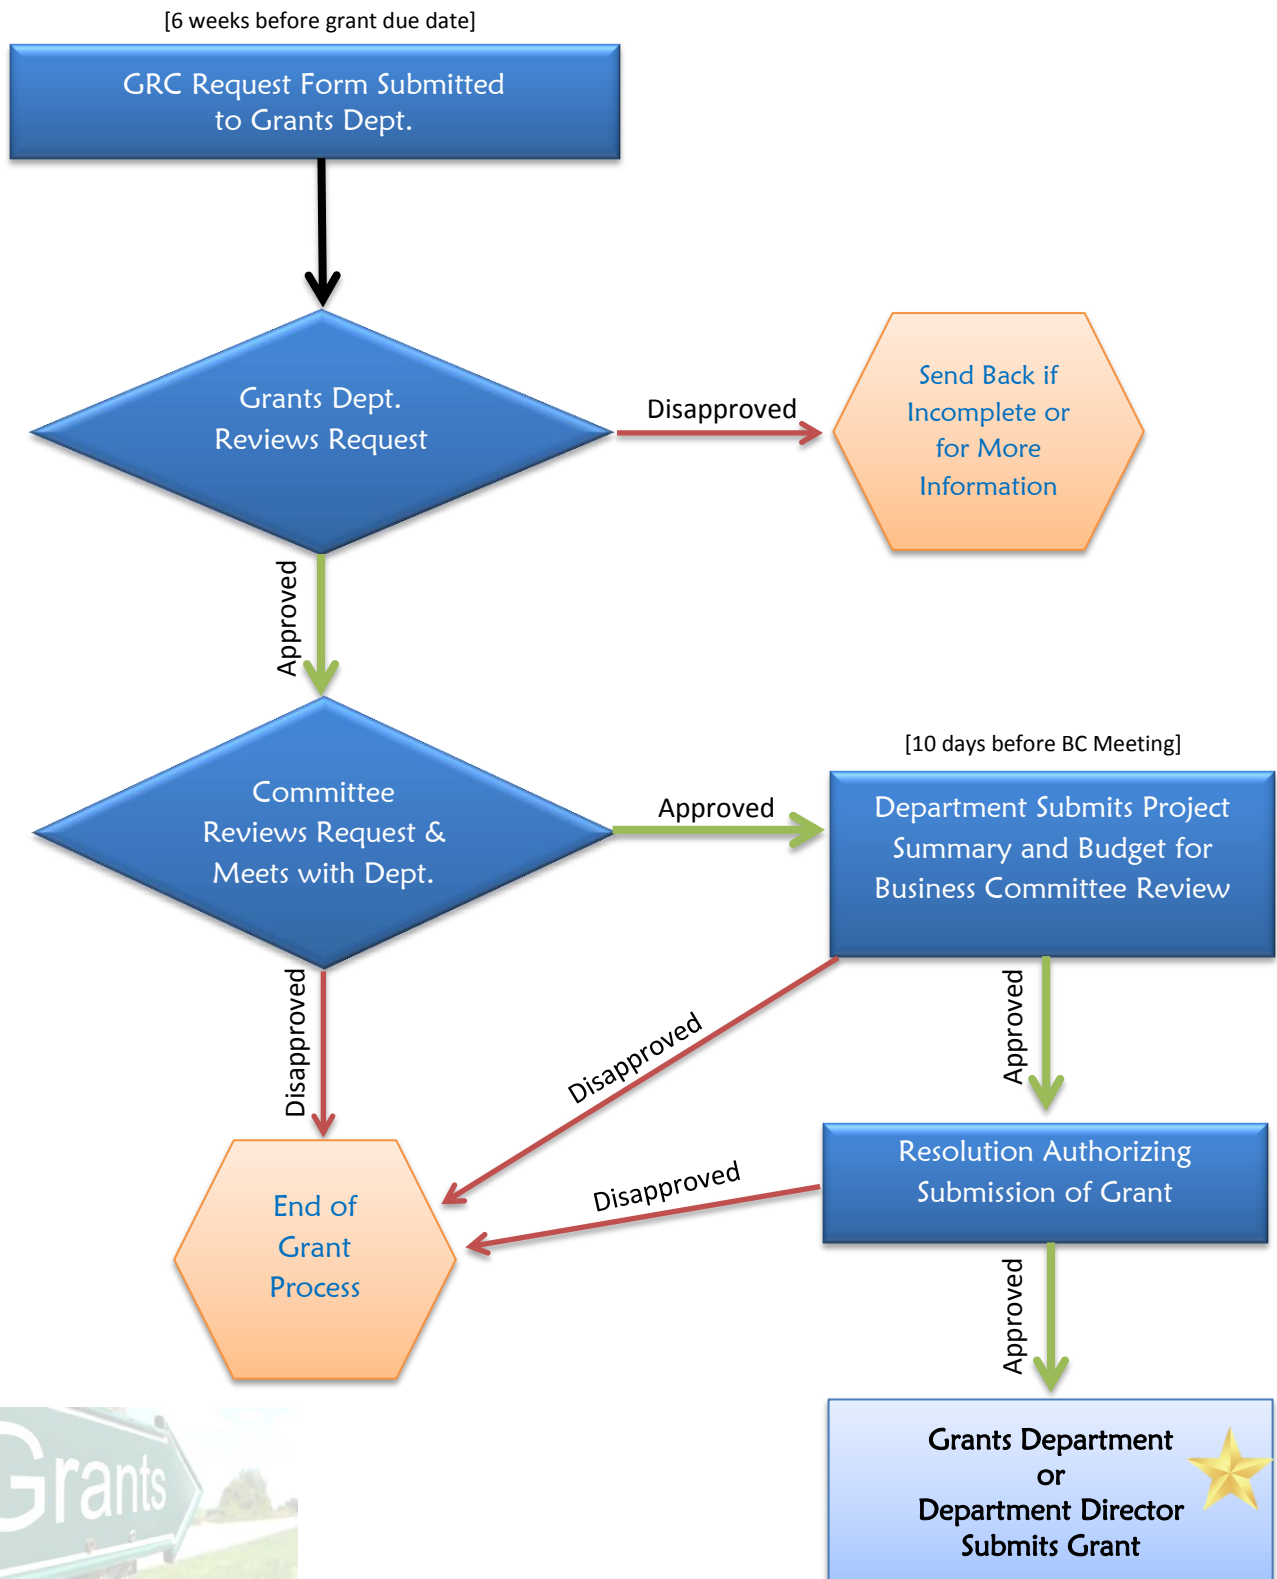 [6 weeks before grant due date]
GRC Request Form Submitted
to Grants Dept.
Grants Dept.
Reviews Request
Disapproved
Send Back if
Incomplete or
for More
Information
Approved
Committee
Reviews Request &
Meets with Dept.
Approved
[10 days before BC Meeting]
Department Submits Project
Summary and Budget for
Business Committee Review
Disapproved
Disapproved
Approved
Resolution Authorizing
Submission of Grant
Disapproved
End of
Grant
Process
Approved
Grants Department
or
Department Director
Submits Grant
Grants